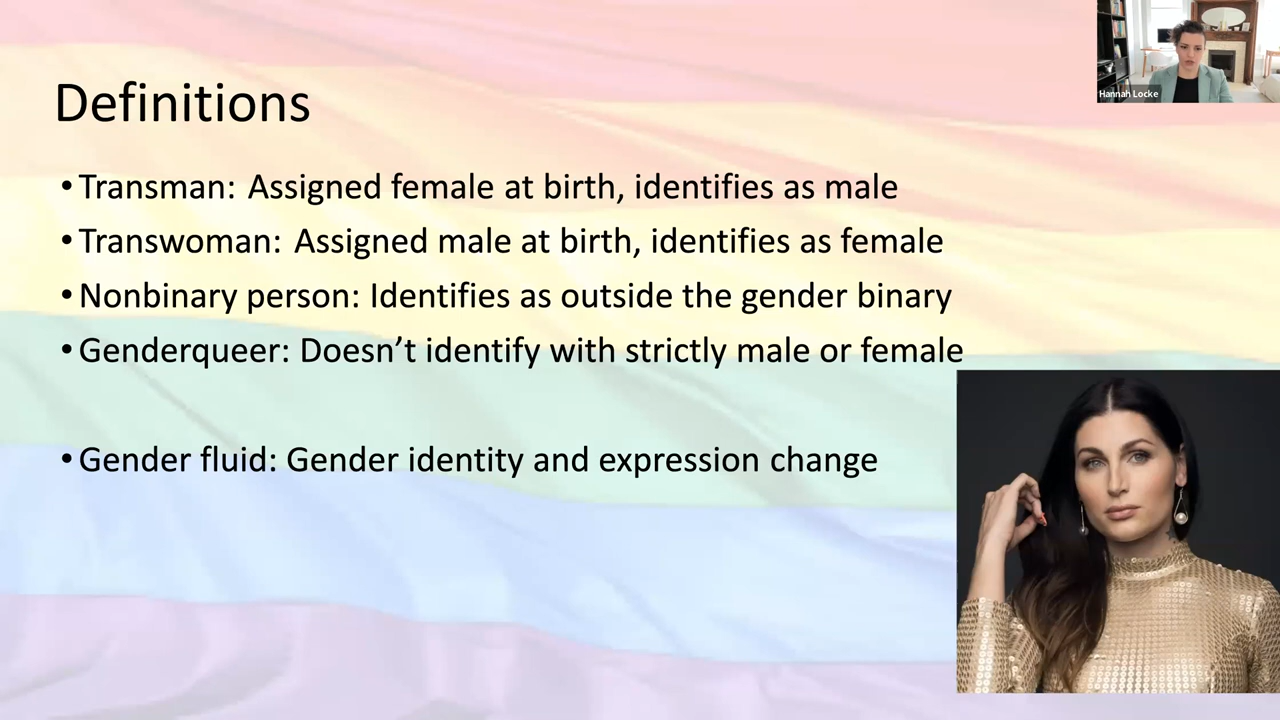 Hannah Locke
Definitions
•Transman: Assigned female at birth, identifies as male
•Transwoman: Assigned male at birth, identifies as female
•Nonbinary person: Identifies as outside the gender binary
•Genderqueer: Doesn’t identify with strictly male or female
•Gender fluid: Gender identity and expression change